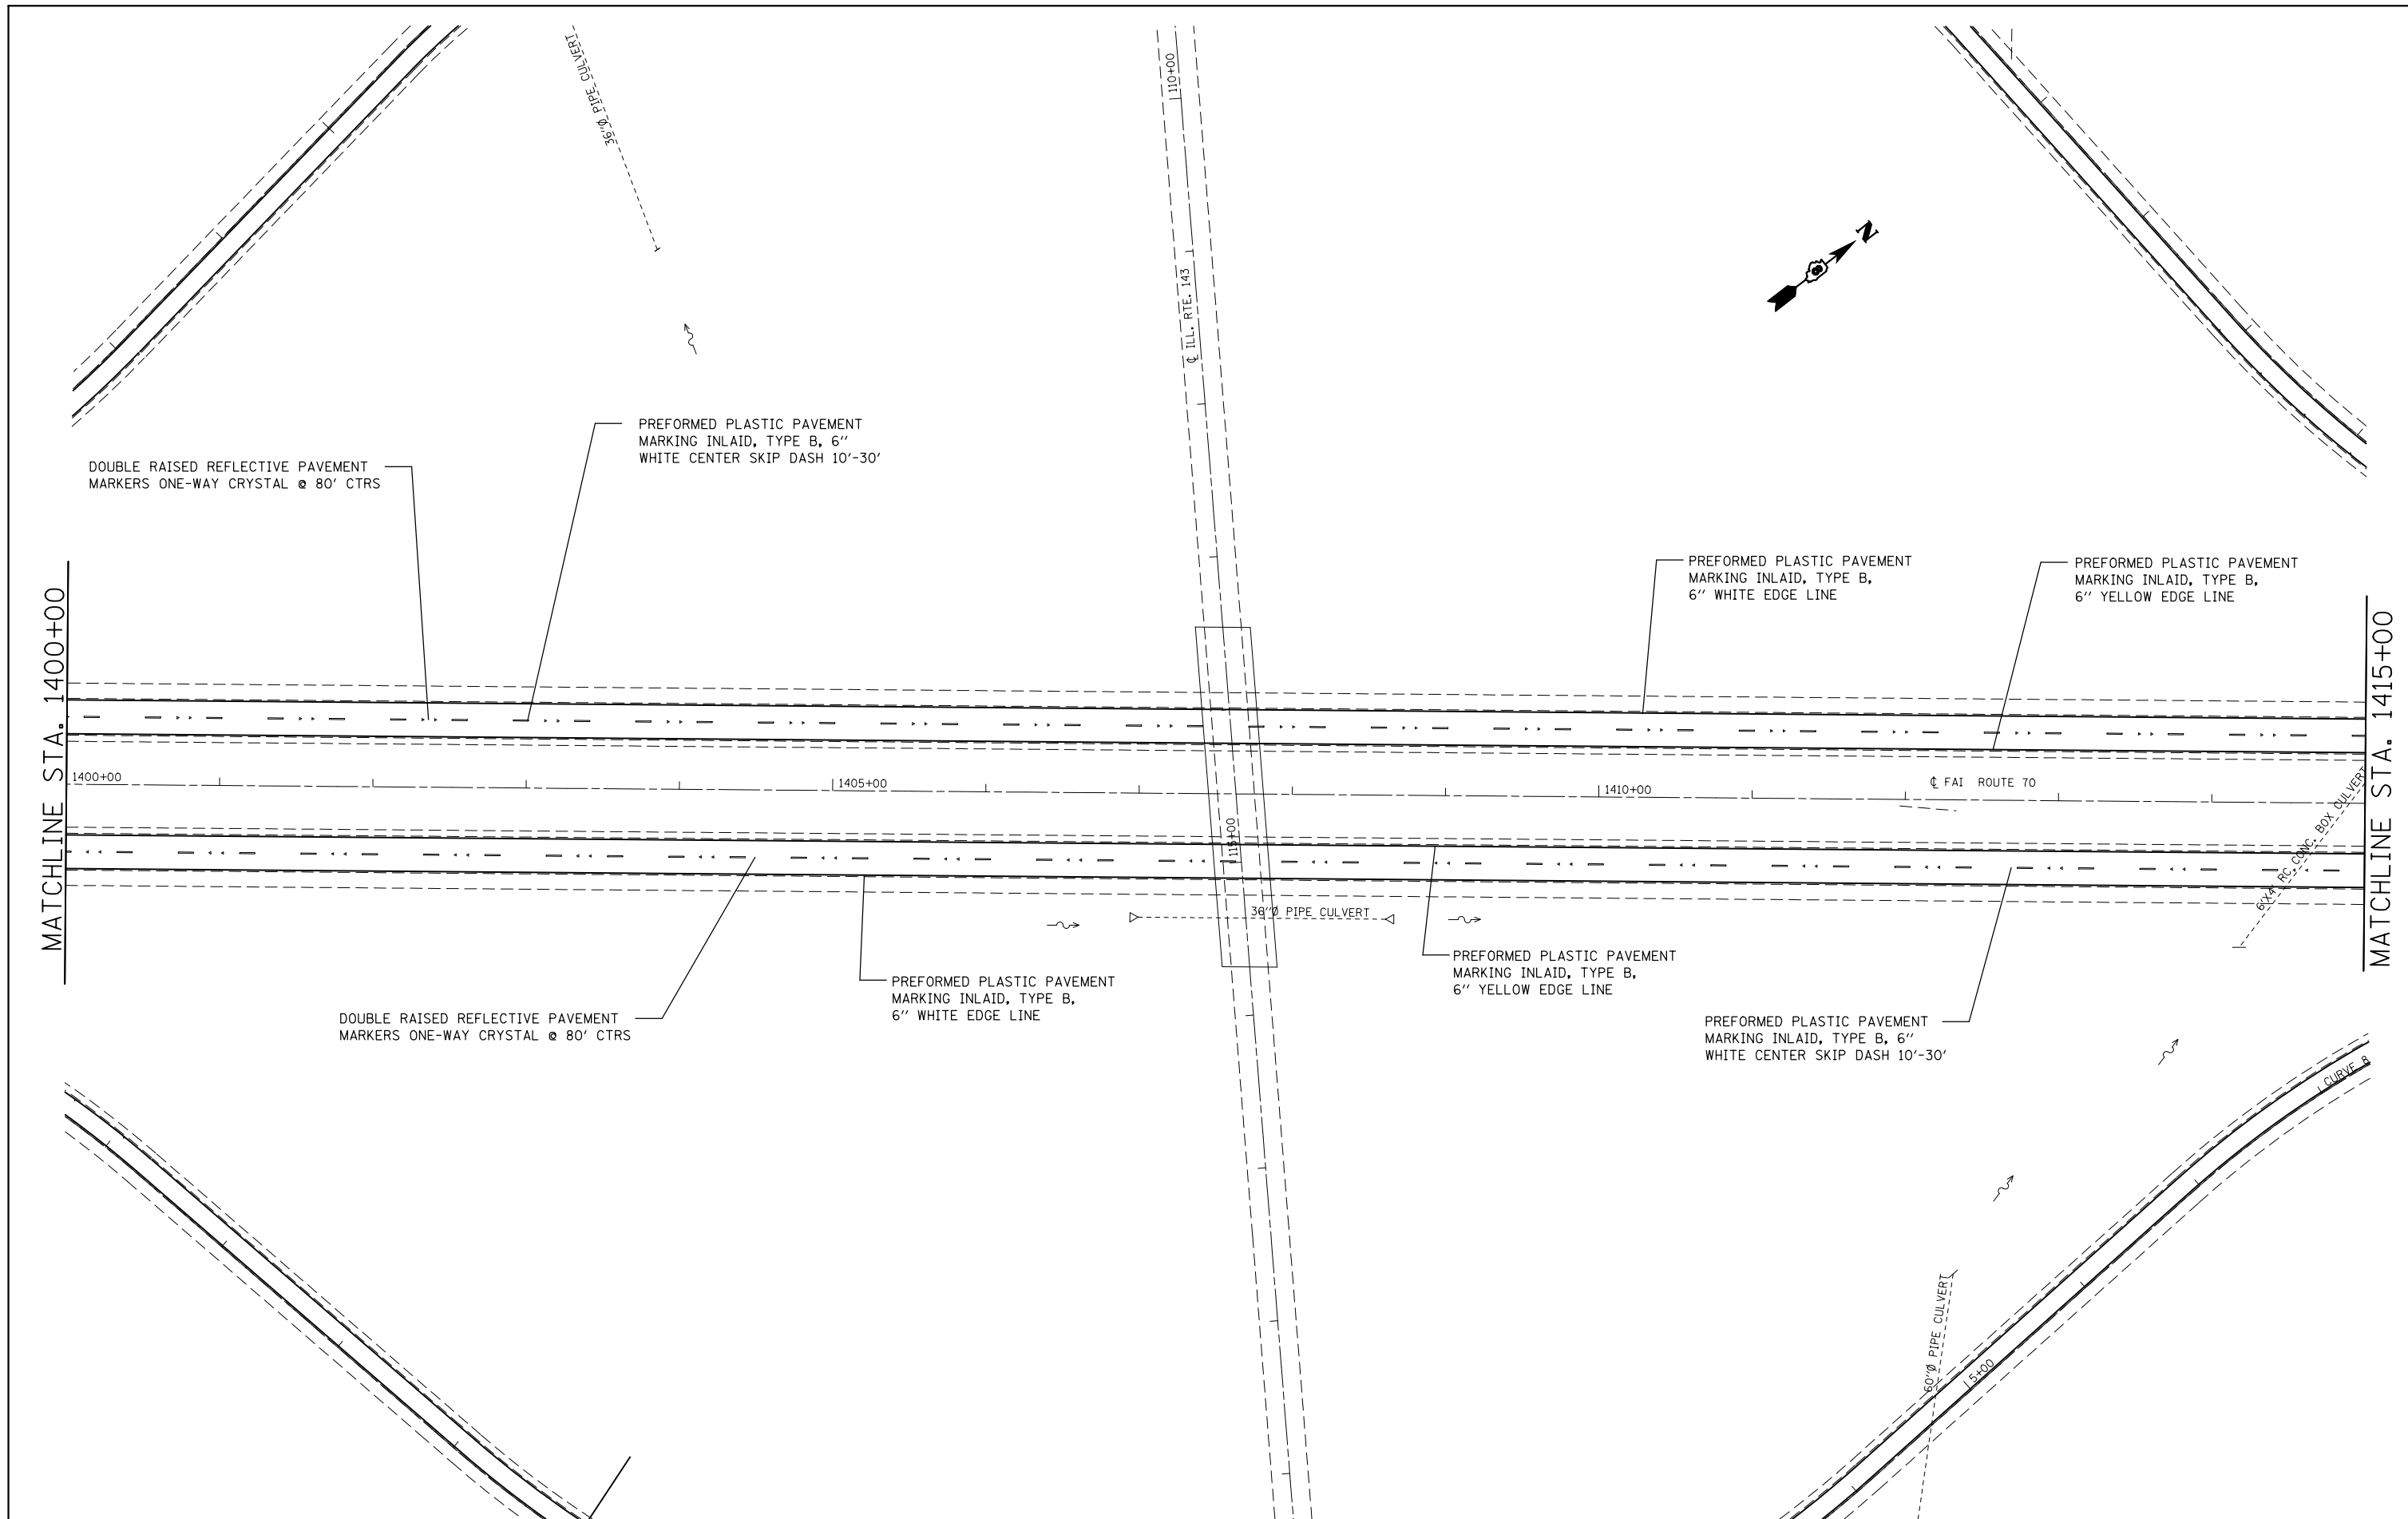 36"Ø PIPE CULVERT
110+00
N
℄ ILL. RTE. 143
PREFORMED PLASTIC PAVEMENT
MARKING INLAID, TYPE B, 6"
WHITE CENTER SKIP DASH 10'-30'
DOUBLE RAISED REFLECTIVE PAVEMENT
MARKERS ONE-WAY CRYSTAL @ 80' CTRS
PREFORMED PLASTIC PAVEMENT
MARKING INLAID, TYPE B,
6" WHITE EDGE LINE
PREFORMED PLASTIC PAVEMENT
MARKING INLAID, TYPE B,
6" YELLOW EDGE LINE
MATCHLINE STA. 1400+00
MATCHLINE STA. 1415+00
1400+00
1405+00
1410+00
℄ FAI ROUTE 70
115+00
6'X4' RC CONC. BOX CULVERT
36"Ø PIPE CULVERT
PREFORMED PLASTIC PAVEMENT
MARKING INLAID, TYPE B,
6" YELLOW EDGE LINE
PREFORMED PLASTIC PAVEMENT
MARKING INLAID, TYPE B,
6" WHITE EDGE LINE
DOUBLE RAISED REFLECTIVE PAVEMENT
MARKERS ONE-WAY CRYSTAL @ 80' CTRS
PREFORMED PLASTIC PAVEMENT
MARKING INLAID, TYPE B, 6"
WHITE CENTER SKIP DASH 10'-30'
CURVE 8
60"Ø PIPE CULVERT
5+00